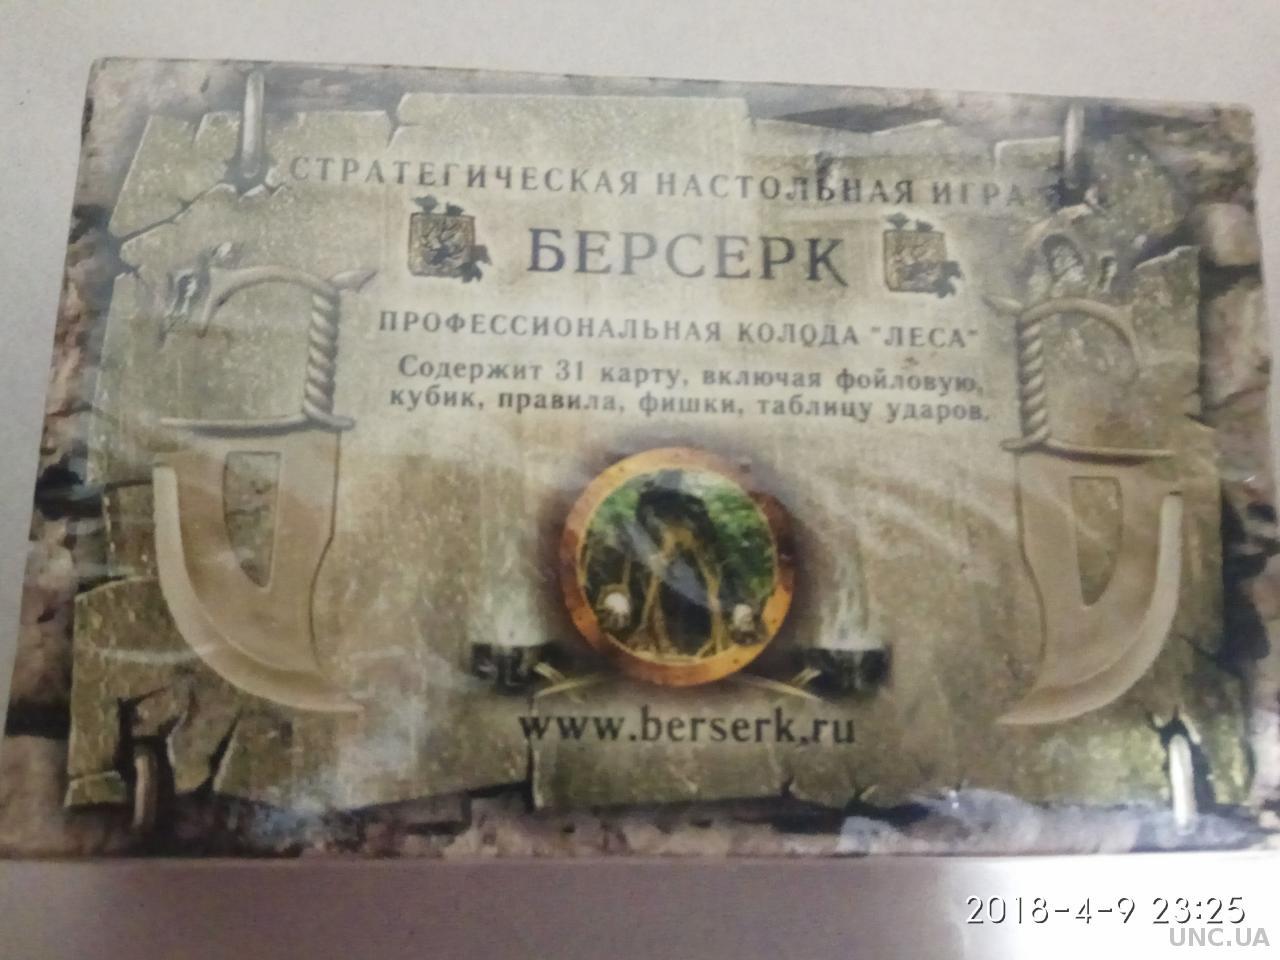 СТРАТЕГИЧЕСКАЯ НАСТОЛЬНАЯ ИГРА
БЕРСЕРК
ПРОФЕССИОНАЛЬНАЯ КОЛОДА "ЛЕСА"
Содержит 31 карту, включая фойловую,
кубик, правила, фишки, таблицу ударов.
www.berserk.ru
2018-4-9 23:25
UNC.UA